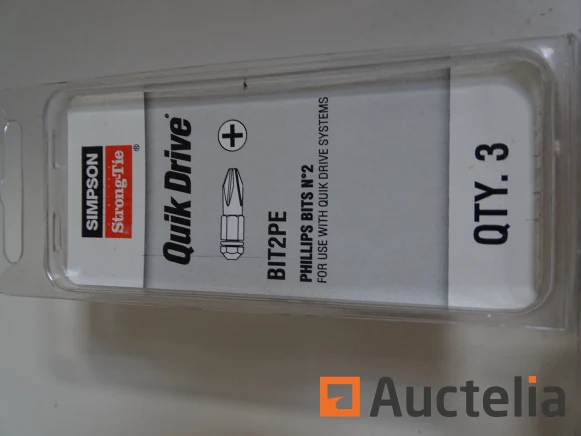 SIMPSON
Strong-Tie
®
Quik Drive®
BIT2PE
PHILLIPS BITS N°2
FOR USE WITH QUIK DRIVE SYSTEMS
QTY. 3
Auctelia